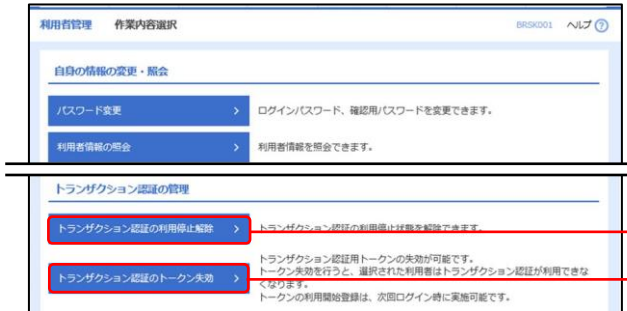 利用者管理 作業内容選択 BRSK001 ヘルプ ?
自身の情報の変更・照会
パスワード変更 > ログインパスワード、確認用パスワードを変更できます。
利用者情報の照会 > 利用者情報を照会できます。
トランザクション認証の管理
トランザクション認証の利用停止解除 > トランザクション認証の利用停止状態を解除できます。
トランザクション認証用トークンの失効が可能です。
トランザクション認証のトークン失効 > トークン失効を行うと、選択された利用者はトランザクション認証が利用できな
くなります。
トークンの利用開始登録は、次回ログイン時に実施可能です。